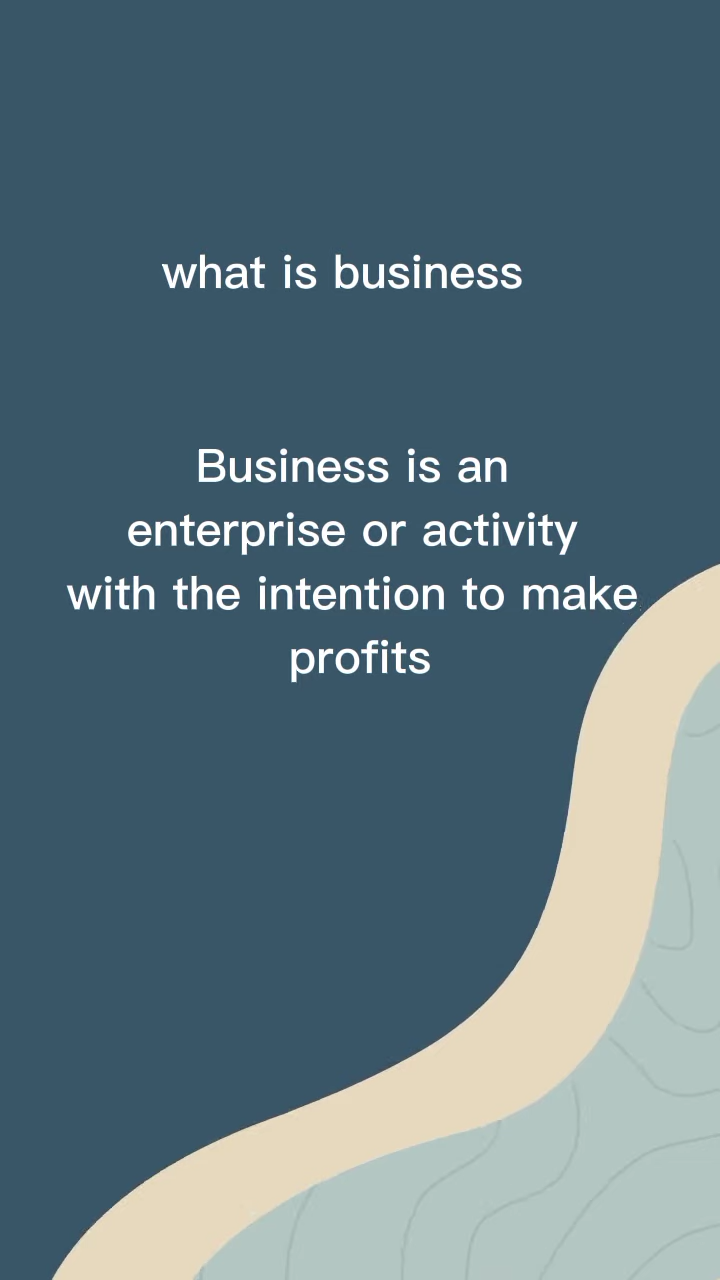 what is business
Business is an
enterprise or activity
with the intention to make
profits